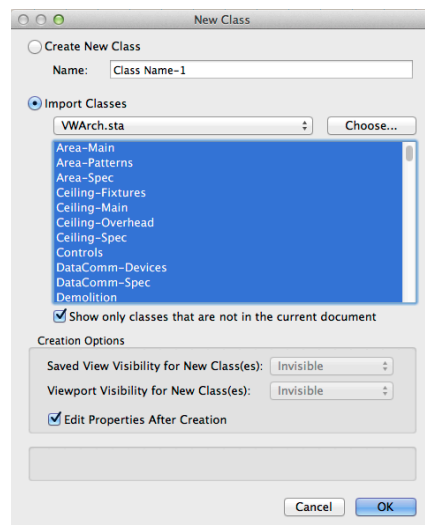 New Class
Create New Class
Name: Class Name-1
Import Classes
VWArch.sta Choose...
Area-Main
Area-Patterns
Area-Spec
Ceiling-Fixtures
Ceiling-Main
Ceiling-Overhead
Ceiling-Spec
Controls
DataComm-Devices
DataComm-Spec
Demolition
Show only classes that are not in the current document
Creation Options
Saved View Visibility for New Class(es): Invisible
Viewport Visibility for New Class(es): Invisible
Edit Properties After Creation
Cancel OK